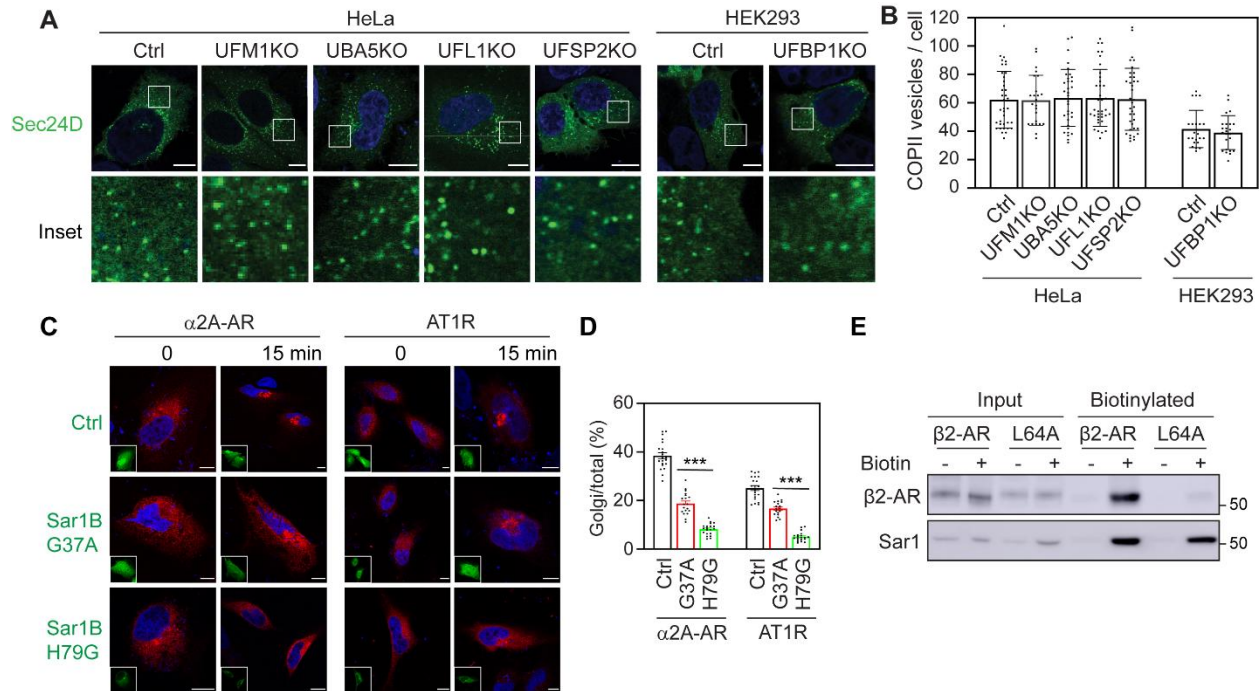 A
HeLa
HEK293
Ctrl UFM1KO UBA5KO UFL1KO UFSP2KO Ctrl UFBP1KO
Sec24D
Inset
B
COPII vesicles / cell
120
100
80
60
40
20
0
Ctrl
UFM1KO
UBA5KO
UFL1KO
UFSP2KO
Ctrl
UFBP1KO
HeLa
HEK293
C
α2A-AR AT1R
0 15 min 0 15 min
Ctrl
Sar1B
G37A
Sar1B
H79G
D
Golgi/total (%)
60
40
20
0
*** ***
Ctrl
G37A
H79G
Ctrl
G37A
H79G
α2A-AR AT1R
E
Input Biotinylated
β2-AR L64A β2-AR L64A
Biotin - + - + - + - +
β2-AR
- 50
Sar1
- 50